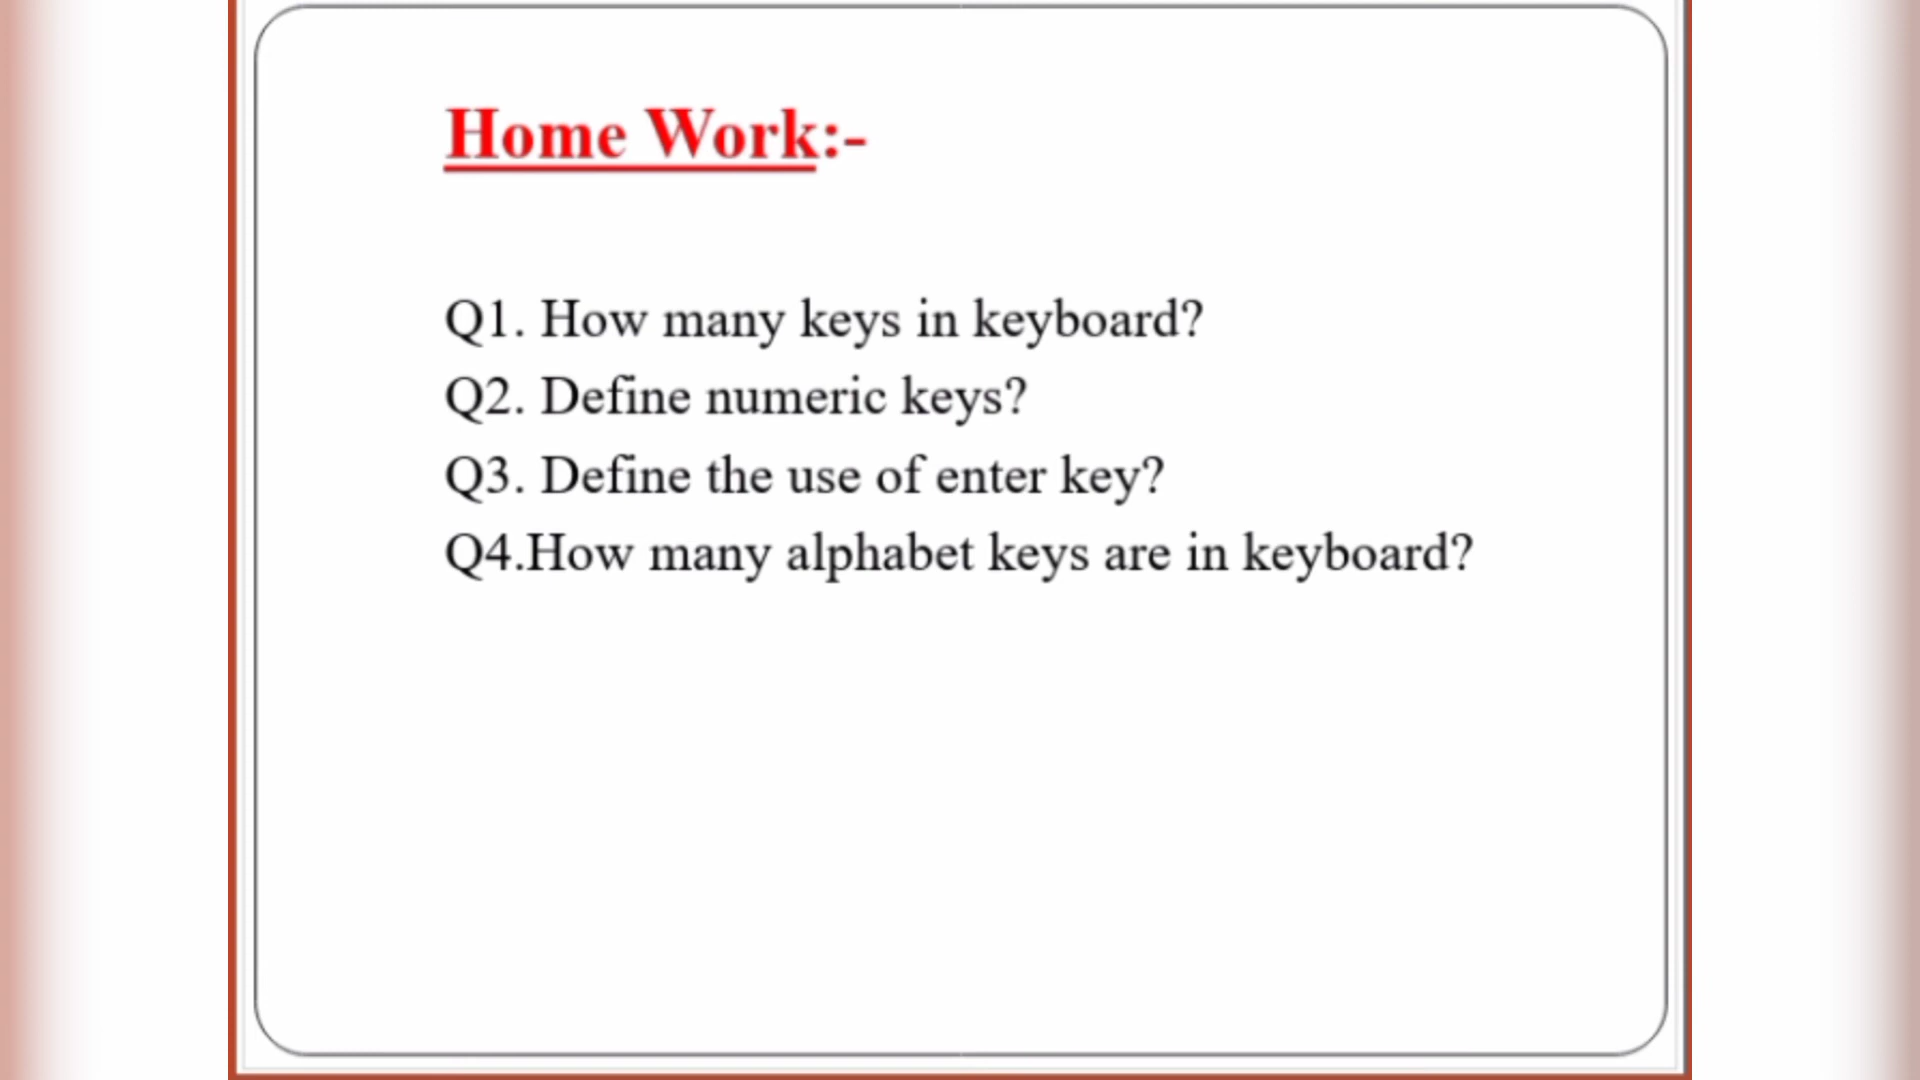 Home Work:-
Q1. How many keys in keyboard?
Q2. Define numeric keys?
Q3. Define the use of enter key?
Q4.How many alphabet keys are in keyboard?